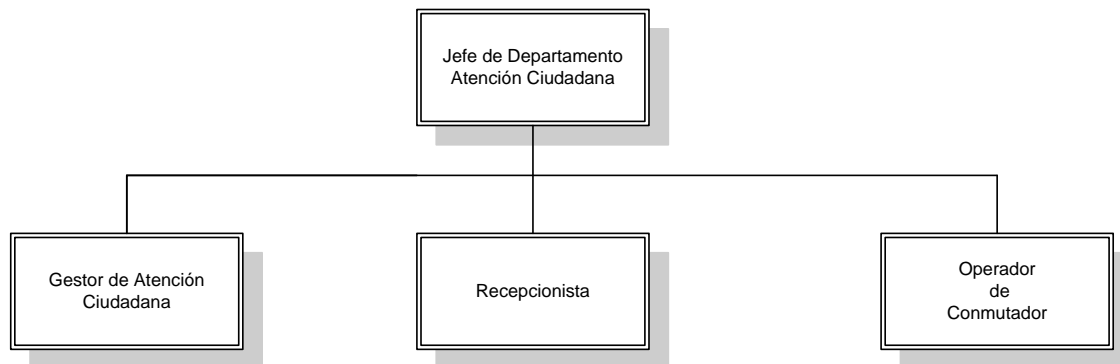 Jefe de Departamento
Atención Ciudadana
Gestor de Atención
Ciudadana
Recepcionista
Operador
de
Conmutador